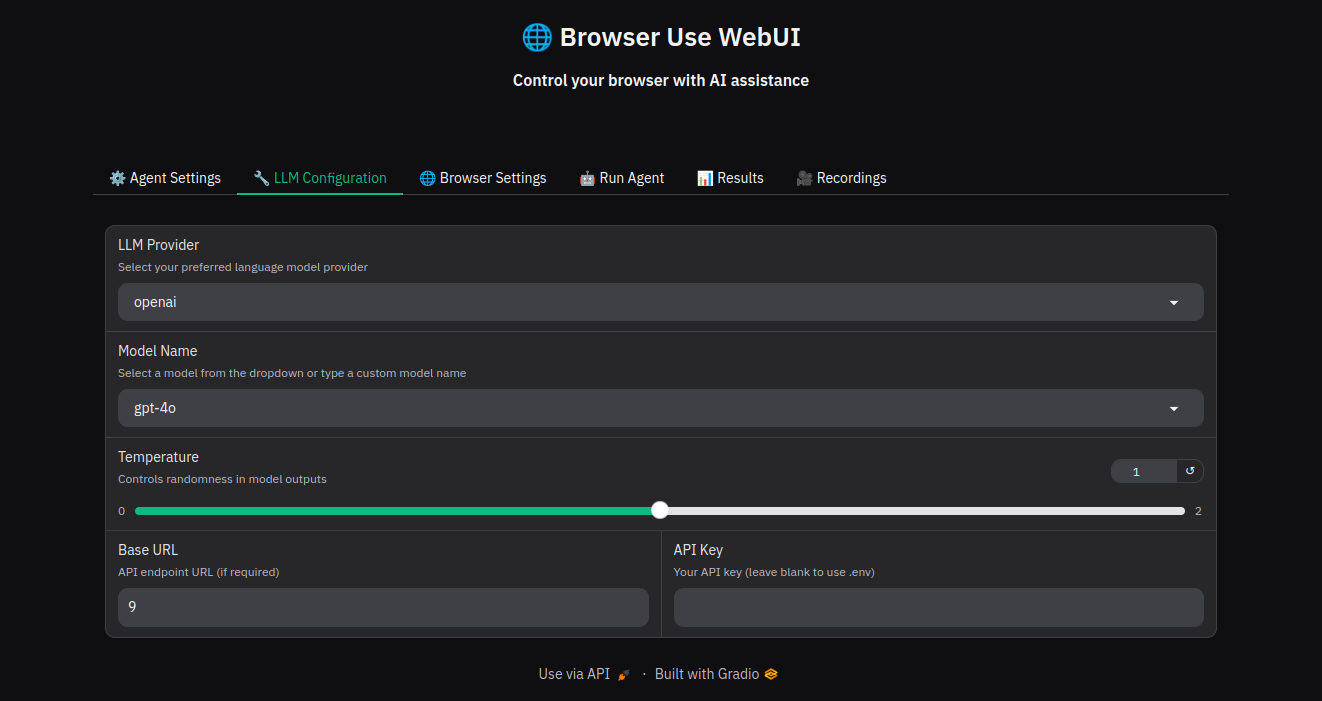 🌐 Browser Use WebUI
Control your browser with AI assistance
⚙️ Agent Settings 🔧 LLM Configuration 🌐 Browser Settings 🤖 Run Agent 📊 Results 🎥 Recordings
LLM Provider
Select your preferred language model provider
openai
Model Name
Select a model from the dropdown or type a custom model name
gpt-4o
Temperature
Controls randomness in model outputs
1 ↺
0 2
Base URL
API endpoint URL (if required)
9
API Key
Your API key (leave blank to use .env)
Use via API 🚀 · Built with Gradio